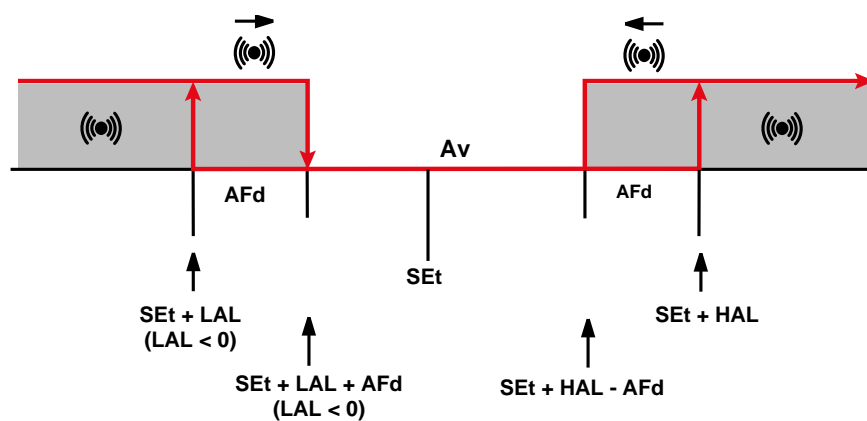 Av
AFd
AFd
SEt
SEt + LAL
(LAL < 0)
SEt + HAL
SEt + LAL + AFd
(LAL < 0)
SEt + HAL - AFd